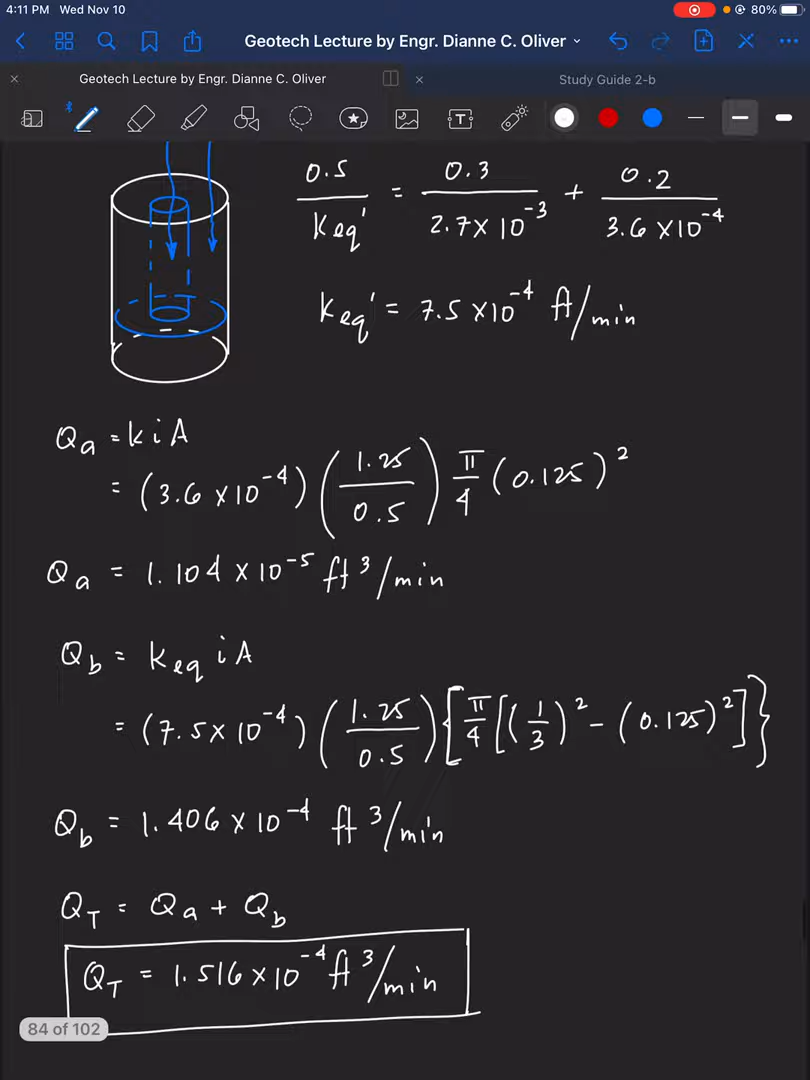 4:11 PM Wed Nov 10
80%
Geotech Lecture by Engr. Dianne C. Oliver
Geotech Lecture by Engr. Dianne C. Oliver
Study Guide 2-b
0.5/Keq' = 0.3/2.7 x 10^-3 + 0.2/3.6 x 10^-4
Keq' = 7.5 x 10^-4 ft/min
Qa = k i A
= (3.6 x 10^-4) (1.25/0.5) π/4 (0.125)^2
Qa = 1.104 x 10^-5 ft^3/min
Qb = keq i A
= (7.5 x 10^-4) (1.25/0.5) [π/4 [(1/3)^2 - (0.125)^2]}
Qb = 1.406 x 10^-4 ft^3/min
QT = Qa + Qb
QT = 1.516 x 10^-4 ft^3/min
84 of 102